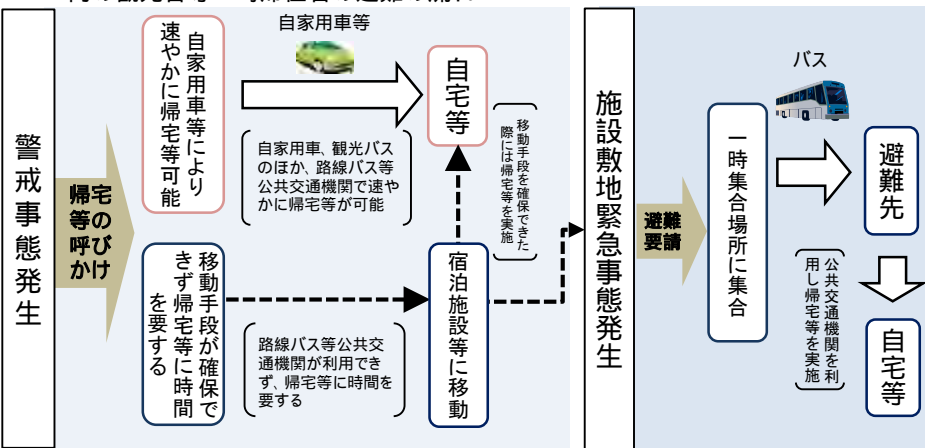 警戒事態発生
帰宅
等の
呼び
かけ
自家用車等により
速やかに帰宅等可能
自家用車等
自宅等
自家用車、観光バス
のほか、路線バス等
公共交通機関で速や
かに帰宅等が可能
移動手段を確保できた
際には帰宅等を実施
移動手段が確保で
きず帰宅等に時間
を要する
路線バス等公共交
通機関が利用でき
ず、帰宅等に時間を
要する
宿泊施設等に移動
施設敷地緊急事態発生
避難
要請
一時集合場所に集合
バス
避難先
公共交通機関を利
用し帰宅等を実施
自宅等